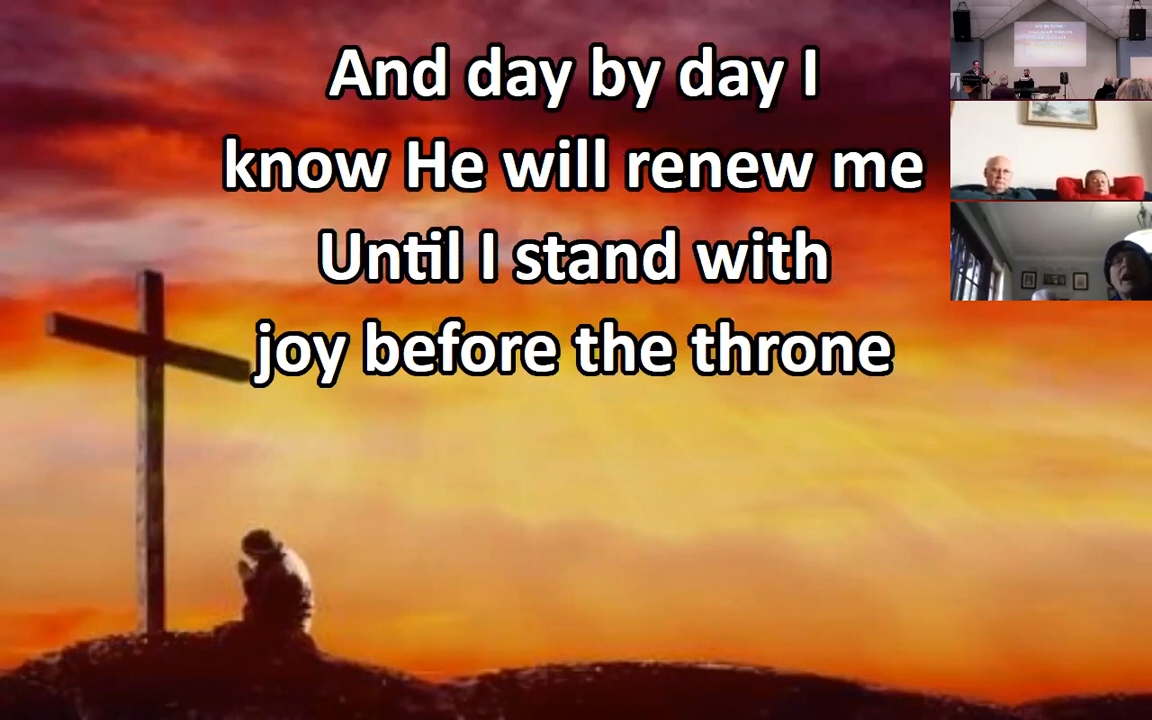 And day by day I
know He will renew me
Until I stand with
joy before the throne